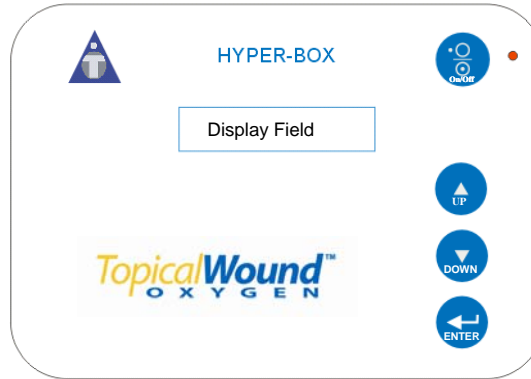 HYPER-BOX
On/Off
Display Field
UP
DOWN
TopicalWound™
OXYGEN
ENTER